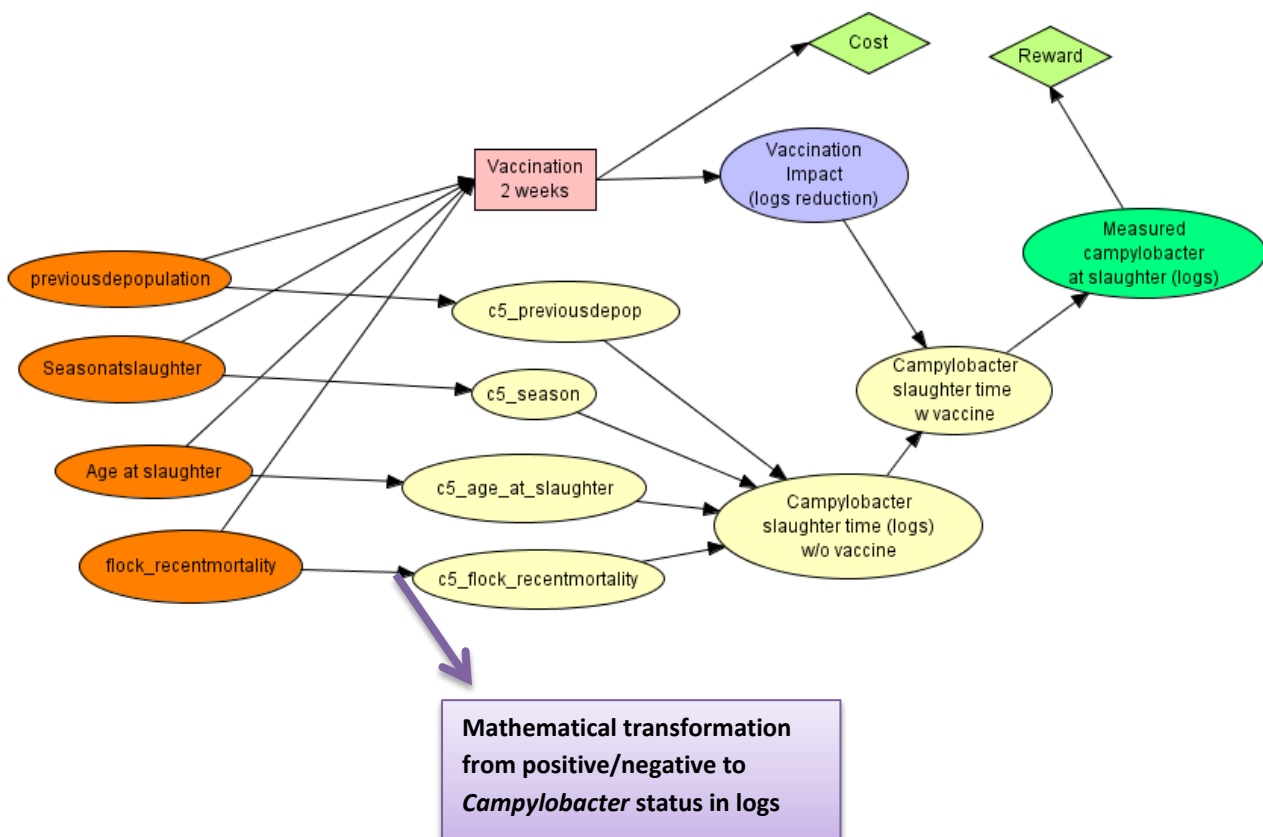 Cost
Reward
Vaccination
2 weeks
Vaccination
Impact
(logs reduction)
Measured
campylobacter
at slaughter (logs)
previousdepopulation
c5_previousdepop
Seasonatslaughter
c5_season
Campylobacter
slaughter time
w vaccine
Age at slaughter
c5_age_at_slaughter
Campylobacter
slaughter time (logs)
w/o vaccine
flock_recentmortality
c5_flock_recentmortality
Mathematical transformation
from positive/negative to
Campylobacter status in logs